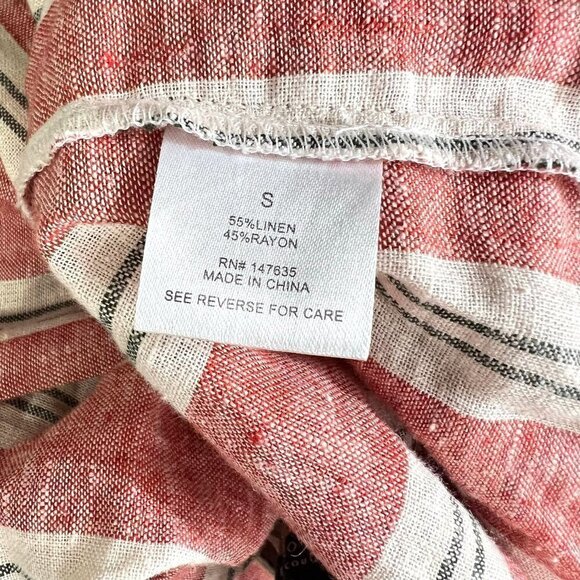 S
55%LINEN
45%RAYON
RN# 147635
MADE IN CHINA
SEE REVERSE FOR CARE